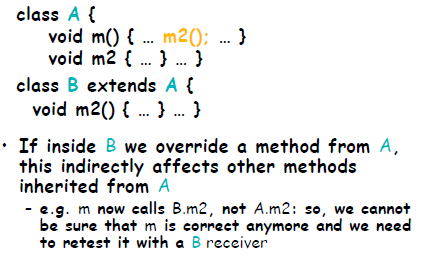 class A {
void m() { … m2(); … }
void m2 { … } … }
class B extends A {
void m2() { … } … }
• If inside B we override a method from A,
this indirectly affects other methods
inherited from A
– e.g. m now calls B.m2, not A.m2: so, we cannot
be sure that m is correct anymore and we need
to retest it with a B receiver